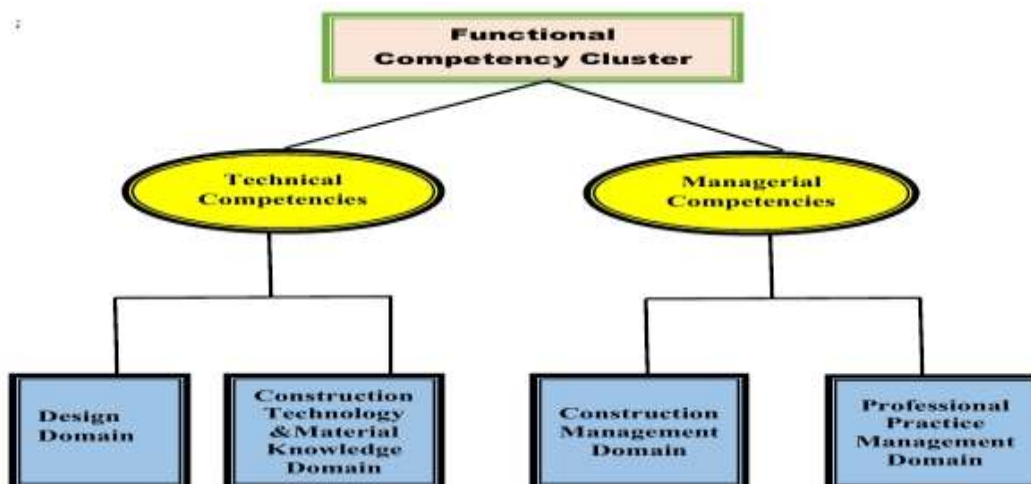 Functional
Competency Cluster
Technical
Competencies
Managerial
Competencies
Design
Domain
Construction
Technology
&Material
Knowledge
Domain
Construction
Management
Domain
Professional
Practice
Management
Domain